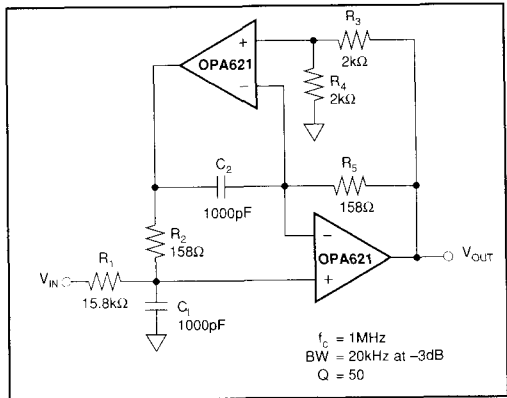 R3
2kΩ
+
OPA621
−
R4
2kΩ
C2
1000pF
R5
158Ω
R2
158Ω
−
OPA621
+
VOUT
R1
VIN
15.8kΩ
C1
1000pF
fc = 1MHz
BW = 20kHz at –3dB
Q = 50